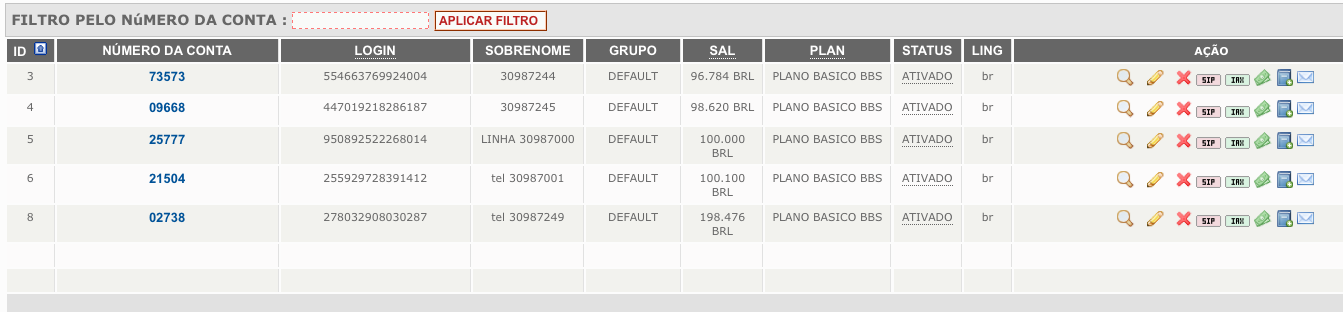 FILTRO PELO NúMERO DA CONTA : APLICAR FILTRO
ID NÚMERO DA CONTA LOGIN SOBRENOME GRUPO SAL PLAN STATUS LING AÇÃO
3 73573 554663769924004 30987244 DEFAULT 96.784 BRL PLANO BASICO BBS ATIVADO br SIP IAX
4 09668 447019218286187 30987245 DEFAULT 98.620 BRL PLANO BASICO BBS ATIVADO br SIP IAX
5 25777 950892522268014 LINHA 30987000 DEFAULT 100.000 PLANO BASICO BBS ATIVADO br SIP IAX
BRL
6 21504 255929728391412 tel 30987001 DEFAULT 100.100 PLANO BASICO BBS ATIVADO br SIP IAX
BRL
8 02738 278032908030287 tel 30987249 DEFAULT 198.476 PLANO BASICO BBS ATIVADO br SIP IAX
BRL